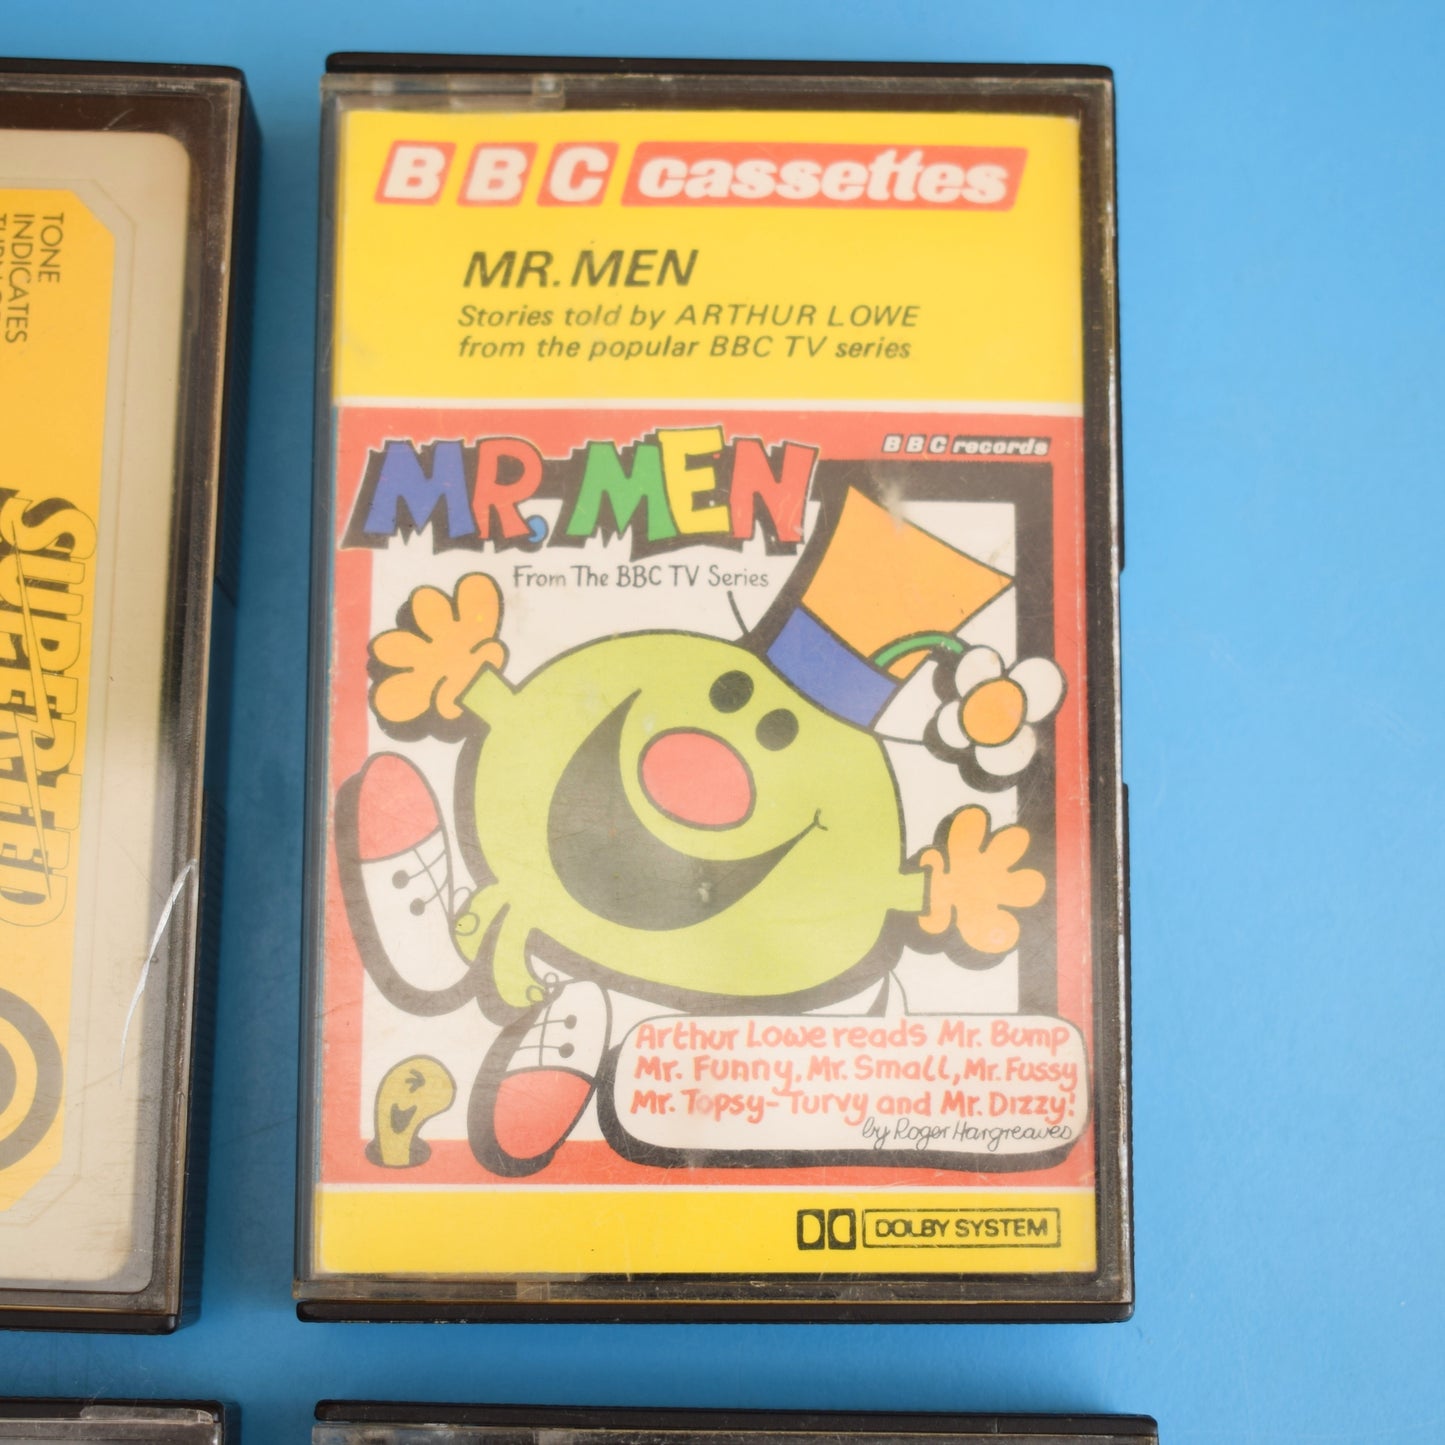 TONE
INDICATES
SUPERTED
BBC cassettes
MR. MEN
Stories told by ARTHUR LOWE
from the popular BBC TV series
MR. MEN
BBC records
From The BBC TV Series
Arthur Lowe reads Mr. Bump
Mr. Funny, Mr. Small, Mr. Fussy
Mr. Topsy-Turvy and Mr. Dizzy!
by Roger Hargreaves
DOLBY SYSTEM